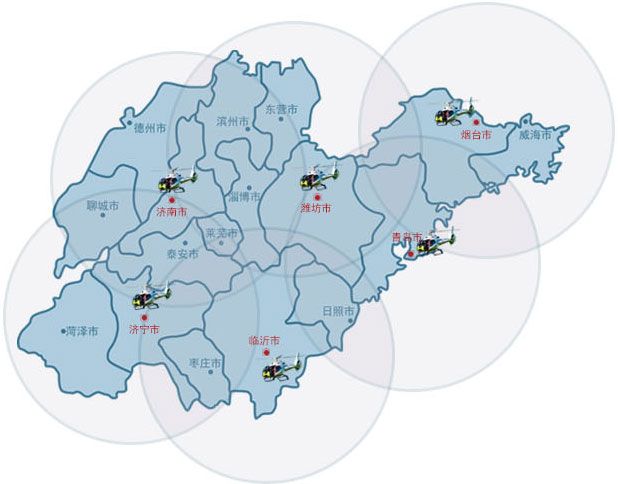 东营市
德州市
滨州市
烟台市
威海市
淄博市
聊城市
济南市
潍坊市
莱芜市
青岛市
泰安市
日照市
济宁市
菏泽市
临沂市
枣庄市